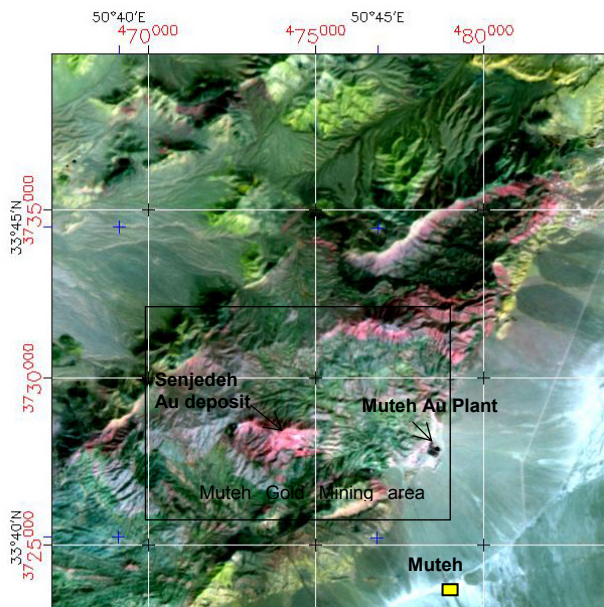 50°40′E 50°45′E
470000 475000 480000
33°45′N
3735000
3730000
Senjedeh
Au deposit
Muteh Au Plant
Muteh Gold Mining area
33°40′N
3725000
Muteh